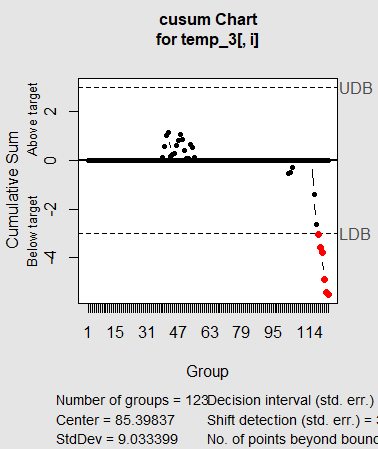 cusum Chart
for temp_3[, i]
Cumulative Sum
Above target
Below target
2
0
-2
-4
UDB
LDB
1 15 31 47 63 79 95 114
Group
Number of groups = 123
Decision interval (std. err.)
Center = 85.39837
Shift detection (std. err.) =
StdDev = 9.033399
No. of points beyond